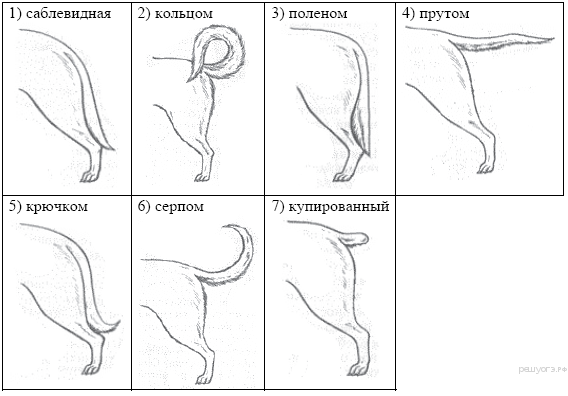 1) саблевидная
2) кольцом
3) поленом
4) прутом
5) крючком
6) серпом
7) купированный
решуогэ.рф